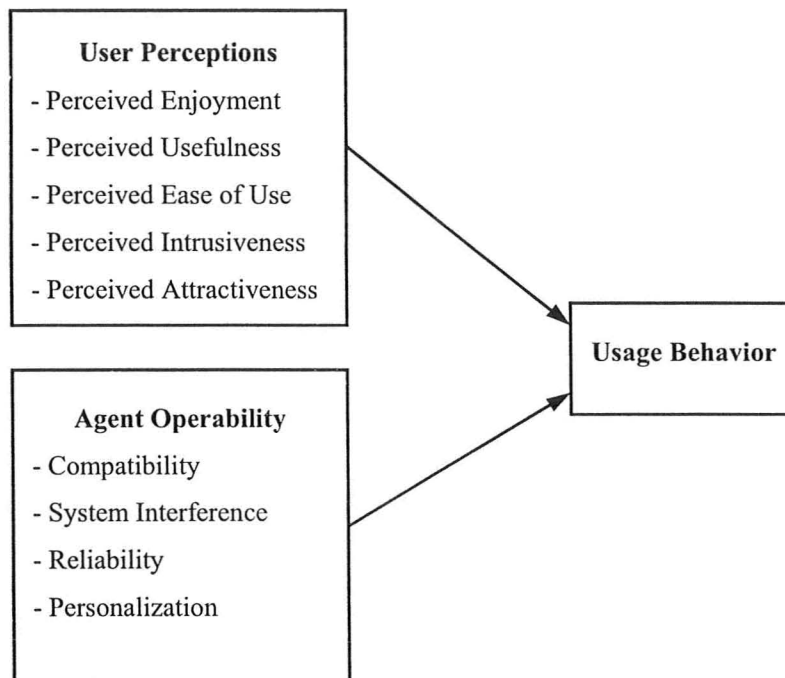 User Perceptions
- Perceived Enjoyment
- Perceived Usefulness
- Perceived Ease of Use
- Perceived Intrusiveness
- Perceived Attractiveness
Agent Operability
- Compatibility
- System Interference
- Reliability
- Personalization
Usage Behavior